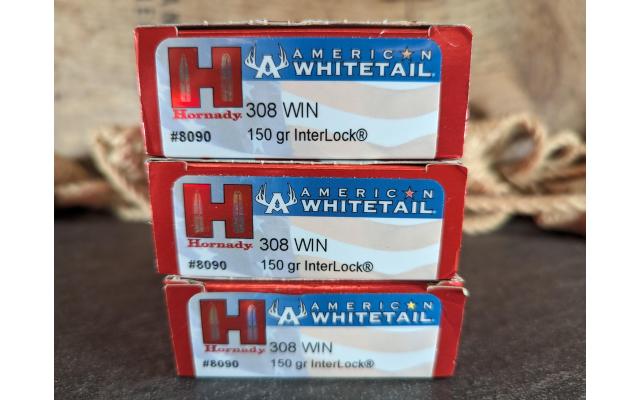 AMERICAN
WHITETAIL®
H
Hornady®
308 WIN
#8090
150 gr InterLock®
AMERICAN
WHITETAIL®
H
Hornady®
308 WIN
#8090
150 gr InterLock®
AMERICAN
WHITETAIL®
H
Hornady®
308 WIN
#8090
150 gr InterLock®